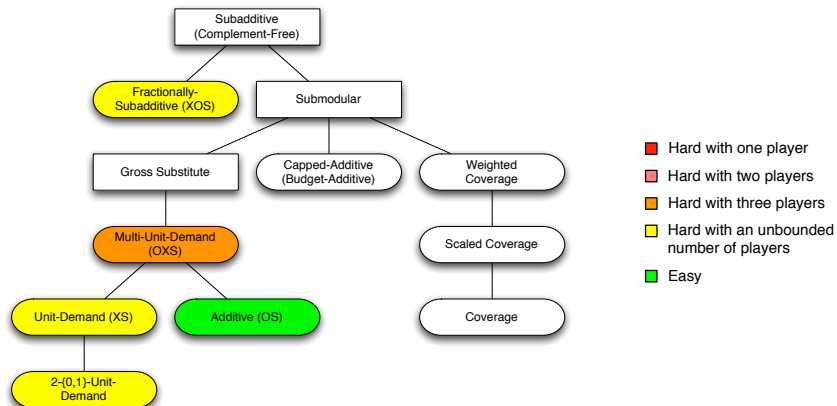 Subadditive
(Complement-Free)
Fractionally-
Subadditive (XOS)
Submodular
Gross Substitute
Capped-Additive
(Budget-Additive)
Weighted
Coverage
Multi-Unit-Demand
(OXS)
Scaled Coverage
Unit-Demand (XS)
Additive (OS)
Coverage
2-{0,1}-Unit-
Demand
Hard with one player
Hard with two players
Hard with three players
Hard with an unbounded
number of players
Easy